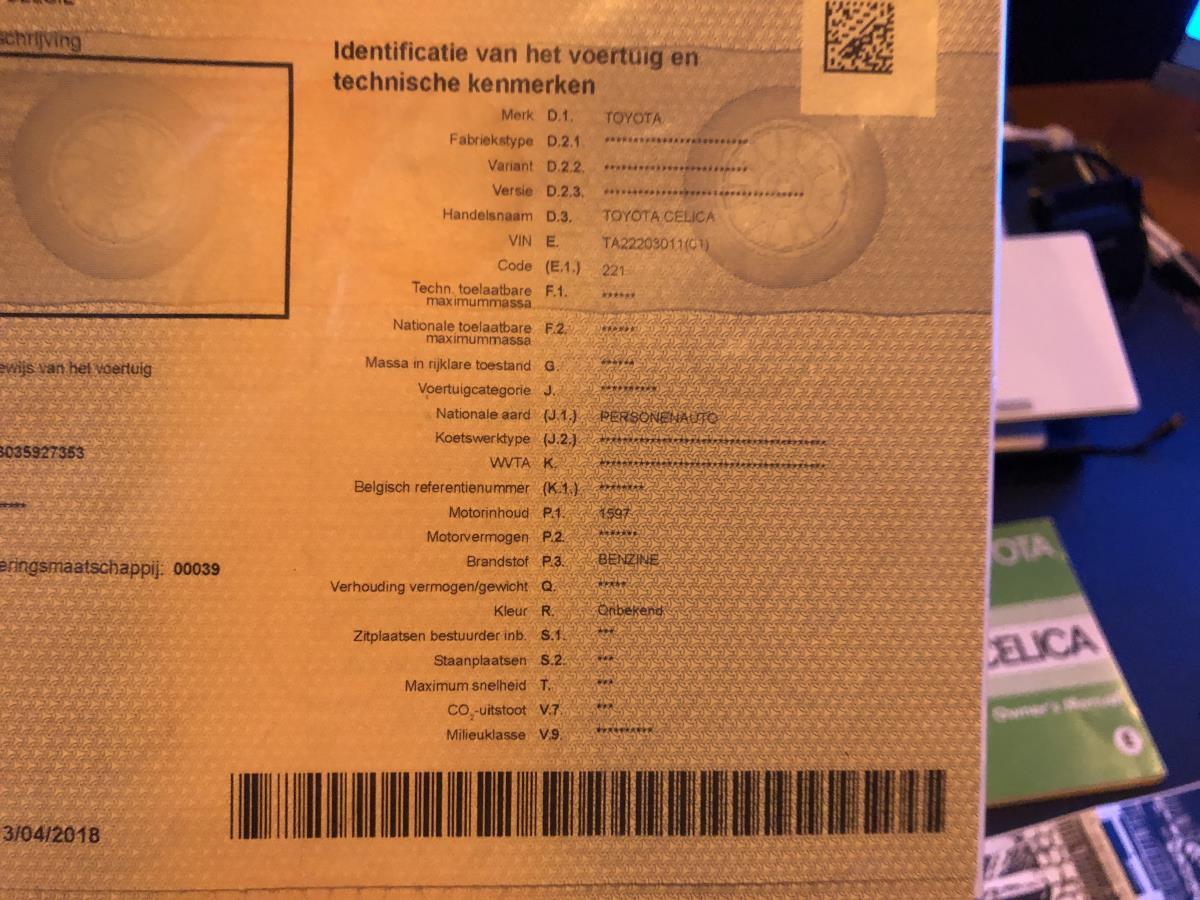 schrijving
Identificatie van het voertuig en
technische kenmerken
Merk D.1. TOYOTA
Fabriekstype D.2.1. **********************
Variant D.2.2. **********************
Versie D.2.3. *******************************
Handelsnaam D.3. TOYOTA CELICA
VIN E. TA22203011(01)
Code (E.1.) 221
Techn. toelaatbare
maximummassa F.1. ******
Nationale toelaatbare
maximummassa F.2. ******
Massa in rijklare toestand G. ******
Voertuigcategorie J. **********
Nationale aard (J.1.) PERSONENAUTO
Koetswerktype (J.2.) ***********************************
WVTA K. ***********************************
Belgisch referentienummer (K.1.) ********
Motorinhoud P.1. 1597
Motorvermogen P.2. *******
Brandstof P.3. BENZINE
Verhouding vermogen/gewicht Q. *****
Kleur R. Onbekend
Zitplaatsen bestuurder inb. S.1. ***
Staanplaatsen S.2. ***
Maximum snelheid T. ***
CO₂-uitstoot V.7. ***
Milieuklasse V.9. **********
ewijs van het voertuig
3035927353
*****
eringsmaatschappij: 00039
3/04/2018
OTA
CELICA
Owner's Manual